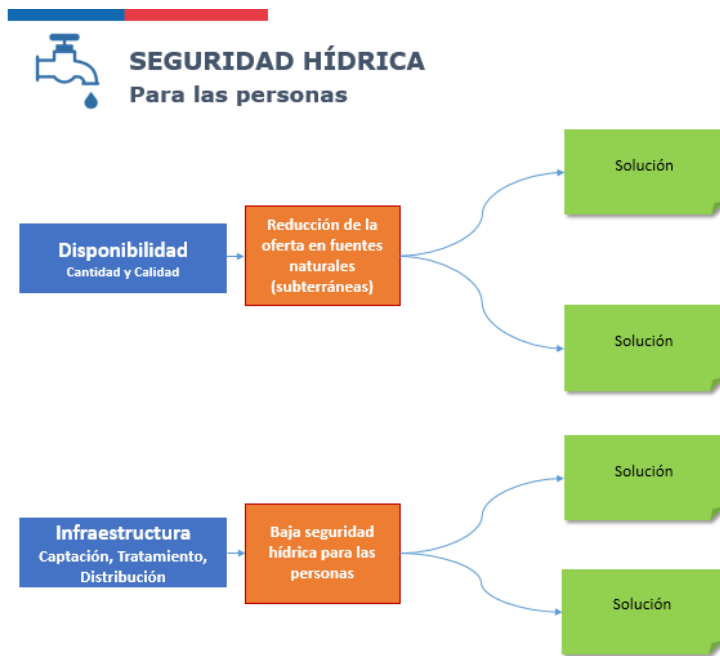 SEGURIDAD HÍDRICA
Para las personas
Disponibilidad
Cantidad y Calidad
Reducción de la
oferta en fuentes
naturales
(subterráneas)
Solución
Solución
Infraestructura
Captación, Tratamiento,
Distribución
Baja seguridad
hídrica para las
personas
Solución
Solución